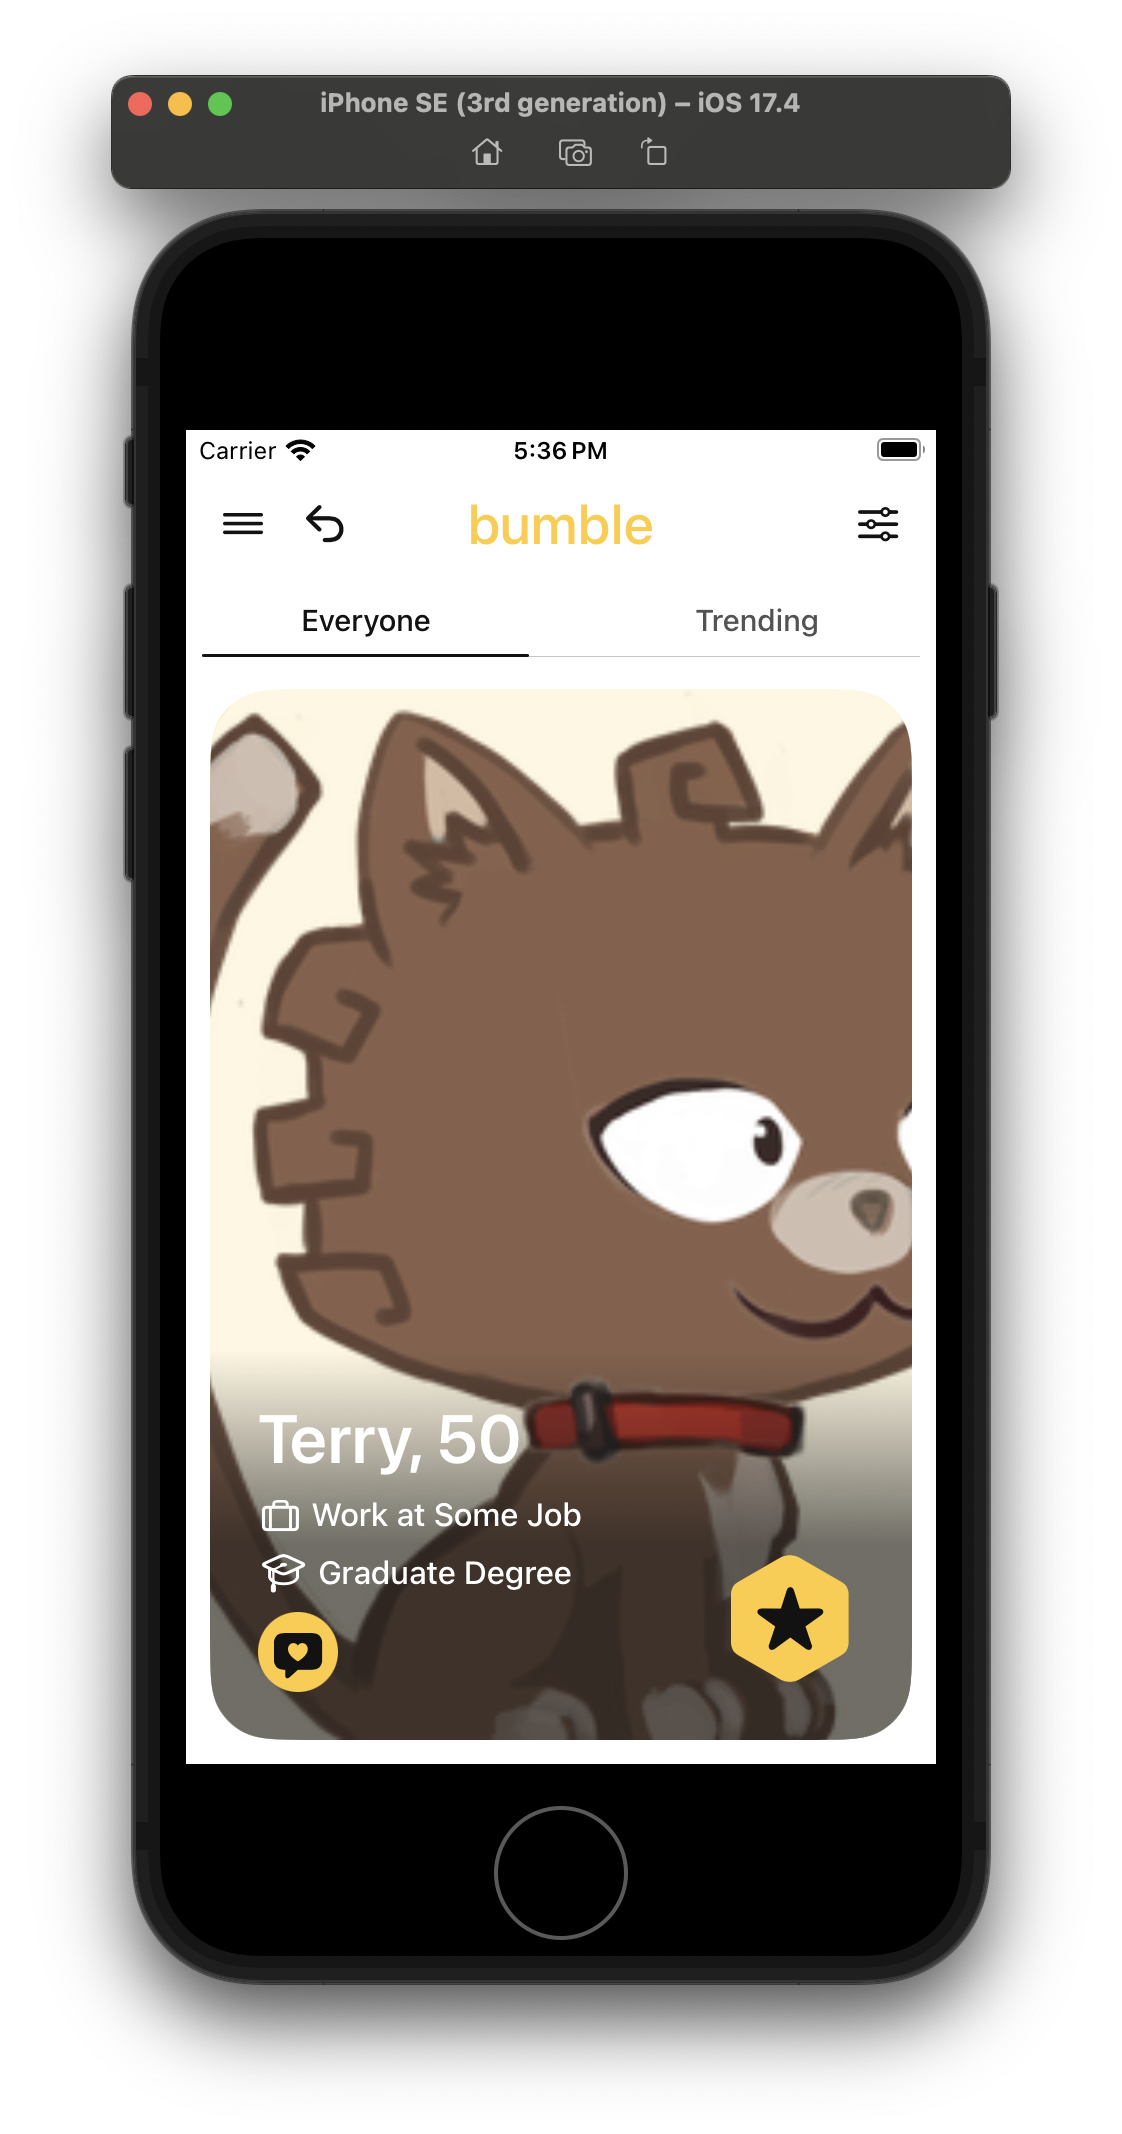 iPhone SE (3rd generation) – iOS 17.4
Carrier 5:36 PM
bumble
Everyone Trending
Terry, 50
Work at Some Job
Graduate Degree